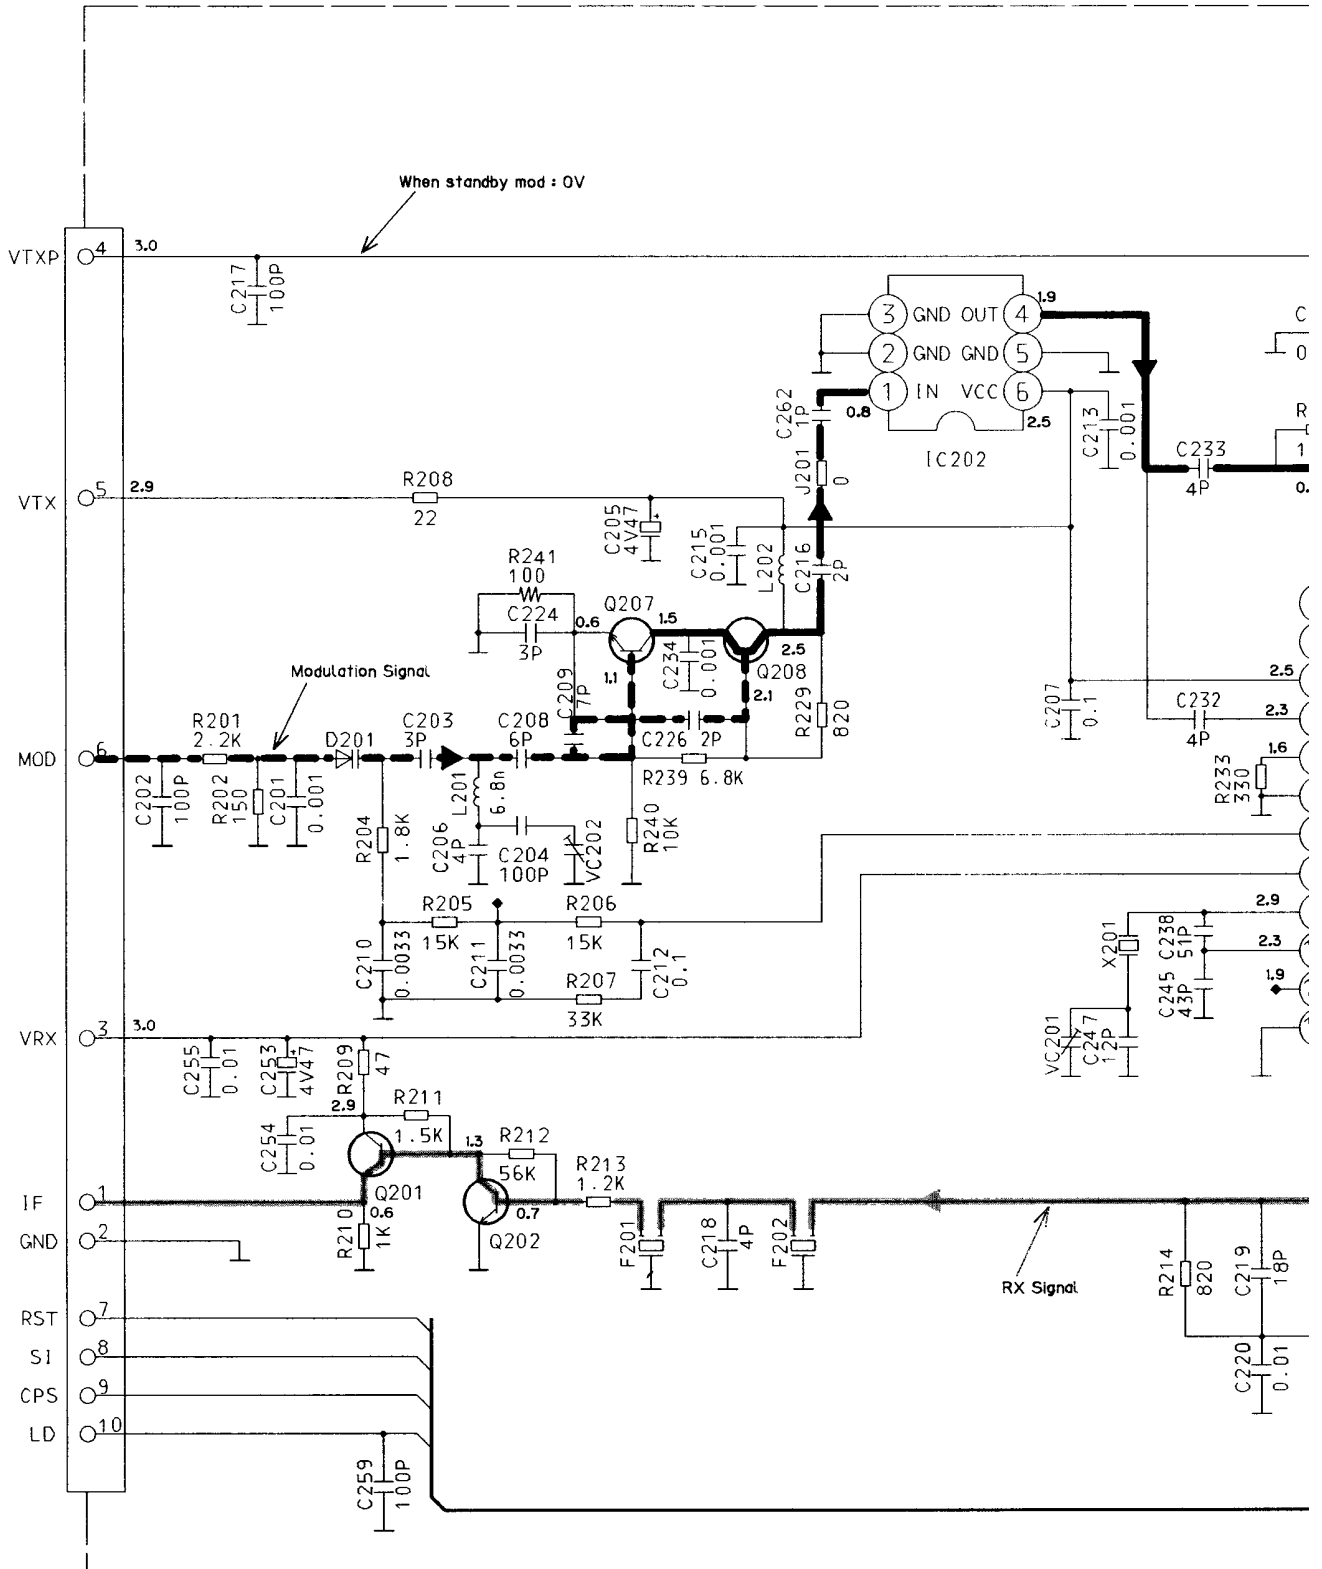 When standby mod : 0V
VTXP
4
3.0
C217
100P
3 GND OUT 4
1.9
2 GND GND 5
1 IN VCC 6
0.8
2.5
IC202
C262
1P
C213
0.001
C
0
R
1
C233
4P
0.
J201
0
VTX
5
2.9
R208
22
C205
4V47
+
C215
0.001
L202
C216
2P
R241
100
C224
3P
0.6
Q207
1.5
1.1
C234
0.001
Q208
2.5
2.1
C209
7P
C226
2P
R229
820
C207
0.1
2.5
C232
4P
2.3
Modulation Signal
MOD
6
R201
2.2K
D201
C203
3P
C208
6P
R239 6.8K
C202
100P
R202
150
C201
0.001
R204
1.8K
L201
6.8n
C206
4P
C204
100P
VC202
R240
10K
R233
330
1.6
R205
15K
R206
15K
C210
0.0033
C211
0.0033
R207
33K
C212
0.1
X201
C238
51P
2.9
2.3
C245
43P
1.9
VC201
C247
12P
VRX
3
3.0
C255
0.01
C253
4V47
+
R209
47
2.9
R211
1.5K
C254
0.01
1.3
R212
56K
Q201
0.6
R213
1.2K
0.7
Q202
IF
1
R210
1K
GND
2
F201
C218
4P
F202
RX Signal
R214
820
C219
18P
C220
0.01
RST
7
SI
8
CPS
9
LD
10
C259
100P